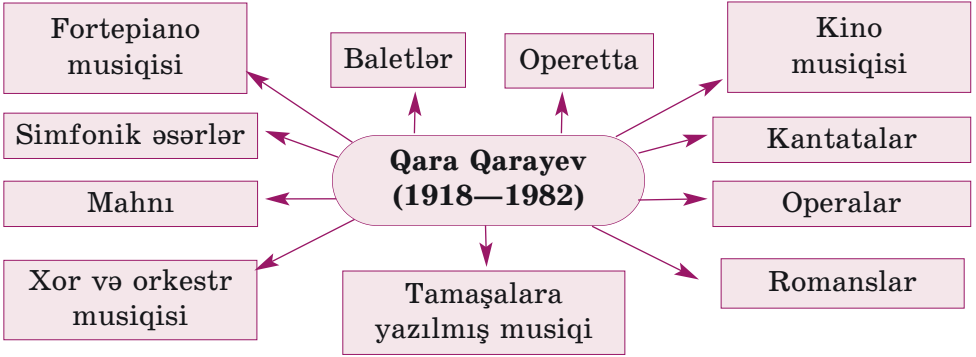 Fortepiano
musiqisi
Baletlər
Operetta
Kino
musiqisi
Simfonik əsərlər
Kantatalar
Qara Qarayev
(1918—1982)
Mahnı
Operalar
Xor və orkestr
musiqisi
Tamaşalara
yazılmış musiqi
Romanslar